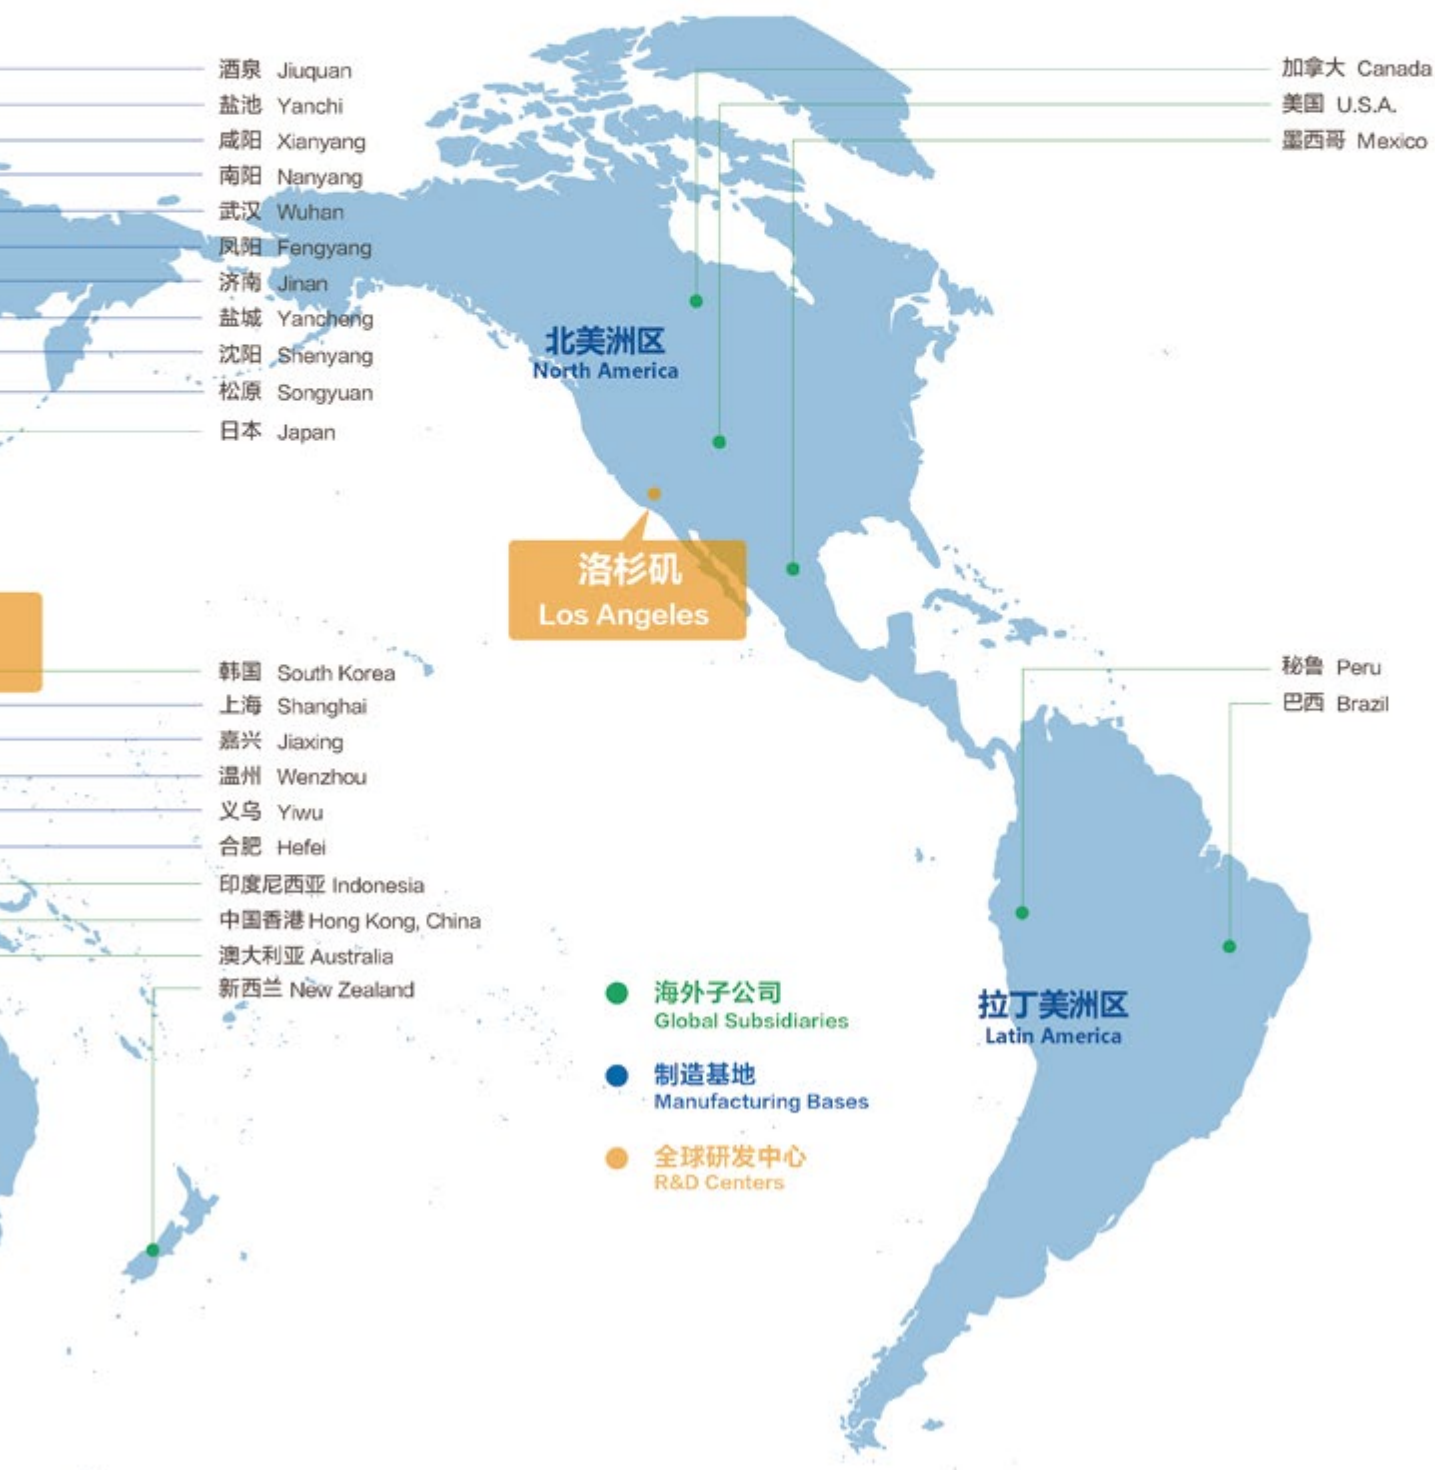 酒泉 Jiuquan
盐池 Yanchi
咸阳 Xianyang
南阳 Nanyang
武汉 Wuhan
凤阳 Fengyang
济南 Jinan
盐城 Yancheng
沈阳 Shenyang
松原 Songyuan
日本 Japan
加拿大 Canada
美国 U.S.A.
墨西哥 Mexico
北美洲区
North America
洛杉矶
Los Angeles
韩国 South Korea
上海 Shanghai
嘉兴 Jiaxing
温州 Wenzhou
义乌 Yiwu
合肥 Hefei
印度尼西亚 Indonesia
中国香港 Hong Kong, China
澳大利亚 Australia
新西兰 New Zealand
秘鲁 Peru
巴西 Brazil
拉丁美洲区
Latin America
海外子公司
Global Subsidiaries
制造基地
Manufacturing Bases
全球研发中心
R&D Centers